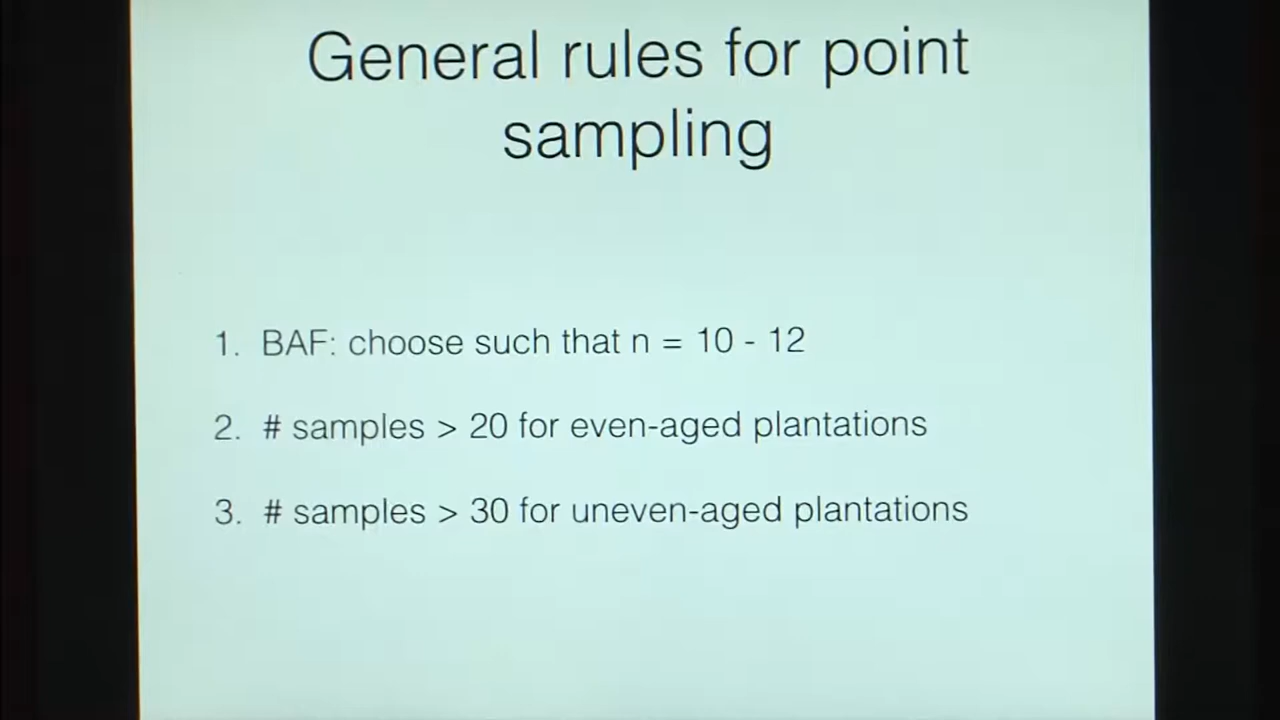 General rules for point
sampling
1. BAF: choose such that n = 10 - 12
2. # samples > 20 for even-aged plantations
3. # samples > 30 for uneven-aged plantations